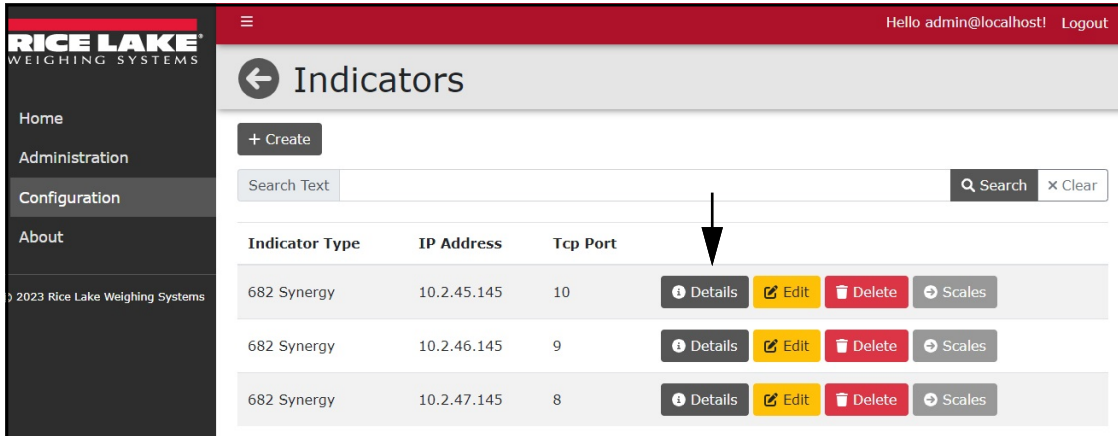 RICE LAKE®
WEIGHING SYSTEMS
Home
Administration
Configuration
About
© 2023 Rice Lake Weighing Systems
Hello admin@localhost! Logout
Indicators
+ Create
Search Text Search × Clear
Indicator Type IP Address Tcp Port
682 Synergy 10.2.45.145 10 Details Edit Delete Scales
682 Synergy 10.2.46.145 9 Details Edit Delete Scales
682 Synergy 10.2.47.145 8 Details Edit Delete Scales